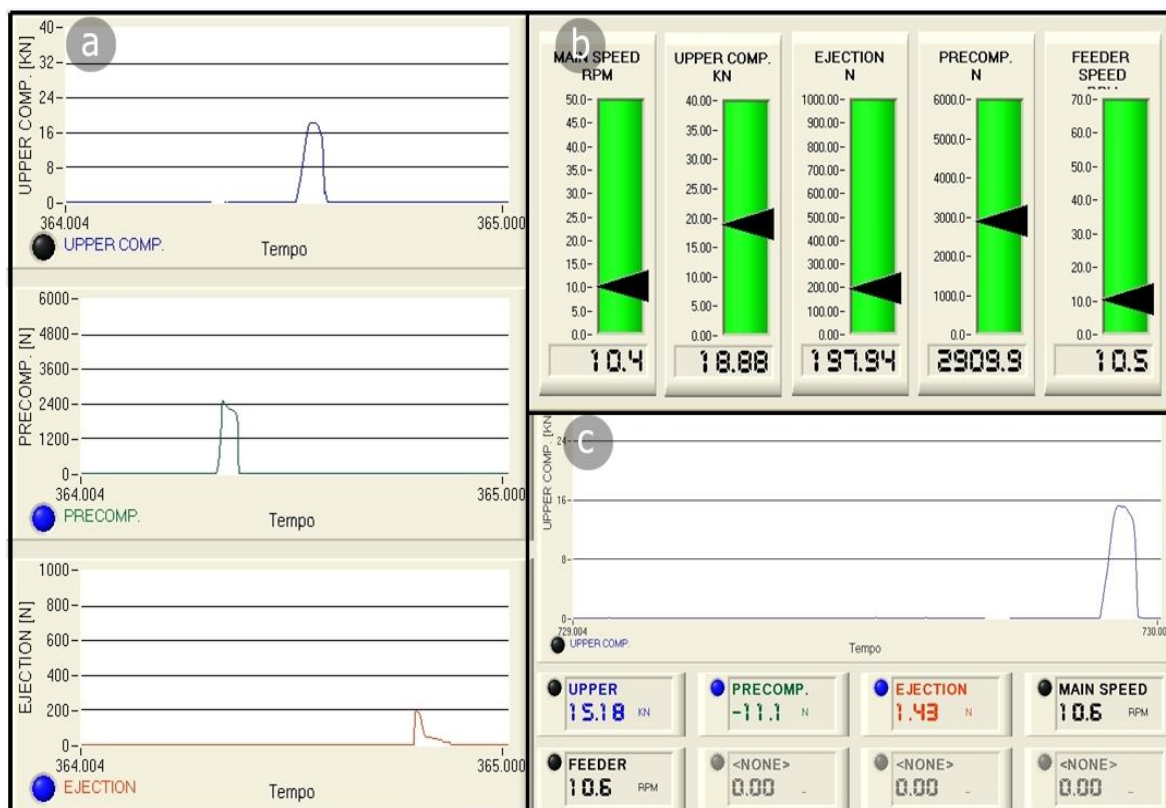 a
UPPER COMP. [KN]
40
32
24
16
8
0
364.004
365.000
UPPER COMP.
Tempo
PRECOMP. [N]
6000
4800
3600
2400
1200
0
364.004
365.000
PRECOMP.
Tempo
EJECTION [N]
1000
800
600
400
200
0
364.004
365.000
EJECTION
Tempo
b
MAIN SPEED
RPM
50.0
45.0
40.0
35.0
30.0
25.0
20.0
15.0
10.0
5.0
0.0
10.4
UPPER COMP.
KN
40.00
35.00
30.00
25.00
20.00
15.00
10.00
5.00
0.00
18.88
EJECTION
N
1000.00
900.00
800.00
700.00
600.00
500.00
400.00
300.00
200.00
100.00
0.00
197.94
PRECOMP.
N
6000.0
5000.0
4000.0
3000.0
2000.0
1000.0
0.0
2909.9
FEEDER
SPEED
RPM
70.0
60.0
50.0
40.0
30.0
20.0
10.0
0.0
10.5
c
UPPER COMP. [KN]
24
16
8
0
729.004
730.00
UPPER COMP.
Tempo
UPPER
15.18 KN
PRECOMP.
-11.1 N
EJECTION
1.43 N
MAIN SPEED
10.6 RPM
FEEDER
10.6 RPM
<NONE>
0.00 -
<NONE>
0.00 -
<NONE>
0.00 -